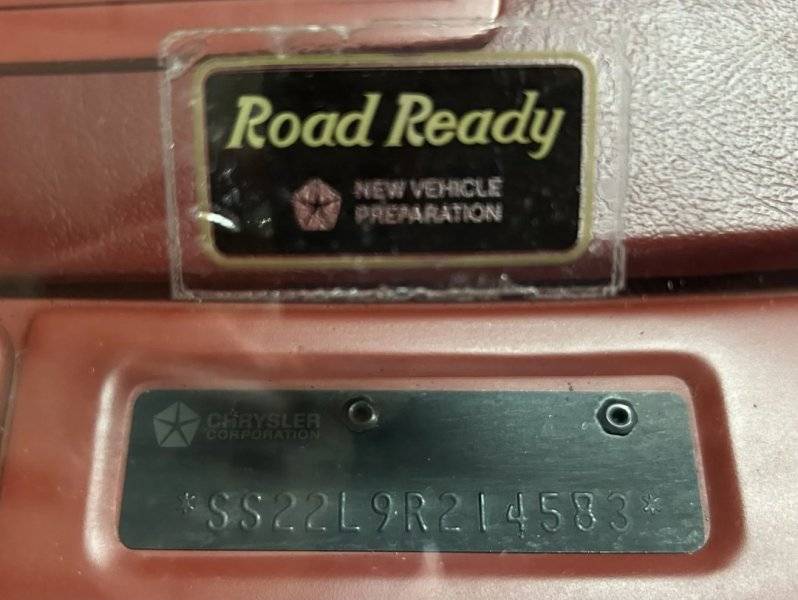 Road Ready
NEW VEHICLE
PREPARATION
CHRYSLER
CORPORATION
*SS22L9R214583*